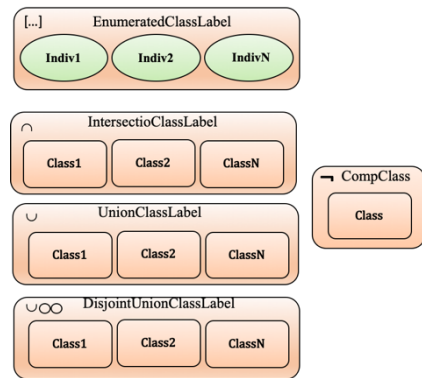 [...] EnumeratedClassLabel
Indiv1 Indiv2 IndivN
∩ IntersectioClassLabel
Class1 Class2 ClassN
¬ CompClass
Class
∪ UnionClassLabel
Class1 Class2 ClassN
∪○○ DisjointUnionClassLabel
Class1 Class2 ClassN